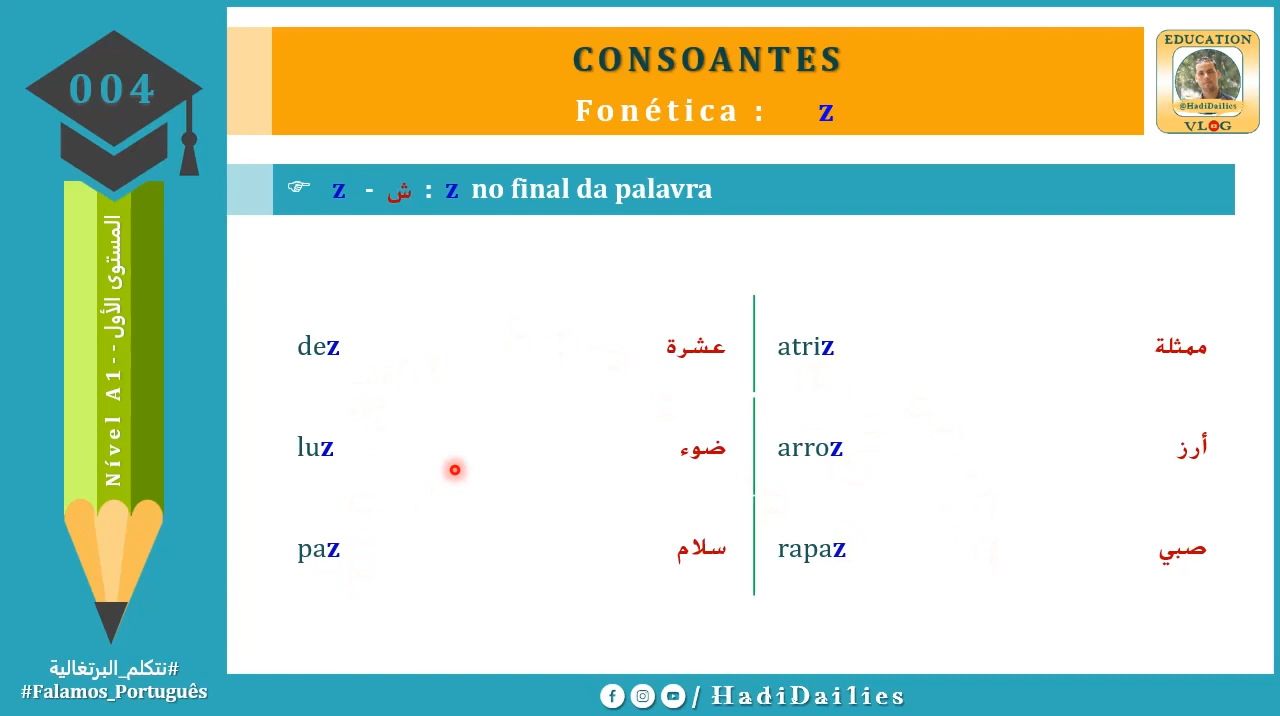 004
CONSOANTES
Fonética : z
EDUCATION
@HadiDailies
VLOG
☞ z - ش : z no final da palavra
Nível A1 -- المستوى الأول
dez عشرة
luz ضوء
paz سلام
atriz ممثلة
arroz أرز
rapaz صبي
#نتكلم_البرتغالية
#Falamos_Português
/ HadiDailies